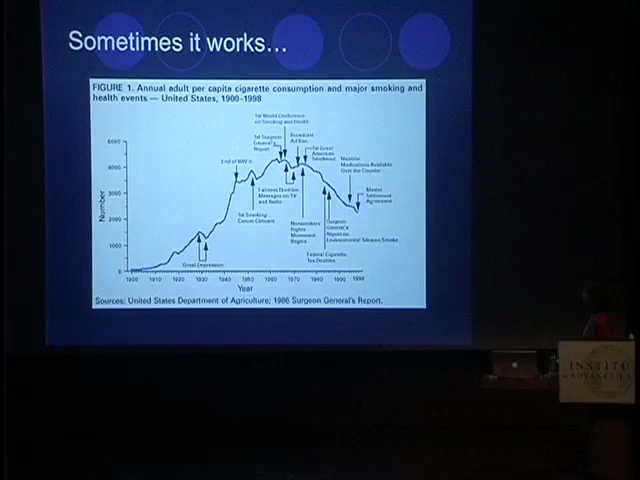 Sometimes it works...
FIGURE 1. Annual adult per capita cigarette consumption and major smoking and
health events — United States, 1900–1998
1st World Conference
on Smoking and Health
1st Surgeon
General's
Report
Broadcast
Ad Ban
1st Great
American
Smokeout
Nicotine
Medications Available
Over the Counter
End of WW II
Master
Settlement
Agreement
Fairness Doctrine
Messages on TV
and Radio
1st Smoking
Cancer Concern
Nonsmokers'
Rights
Movement
Begins
Surgeon
General's
Report on
Environmental Tobacco Smoke
Federal Cigarette
Tax Doubles
Great Depression
5000
4000
3000
2000
1000
0
Number
1900 1910 1920 1930 1940 1950 1960 1970 1980 1990 1998
Year
Sources: United States Department of Agriculture; 1986 Surgeon General's Report.
INSTITU